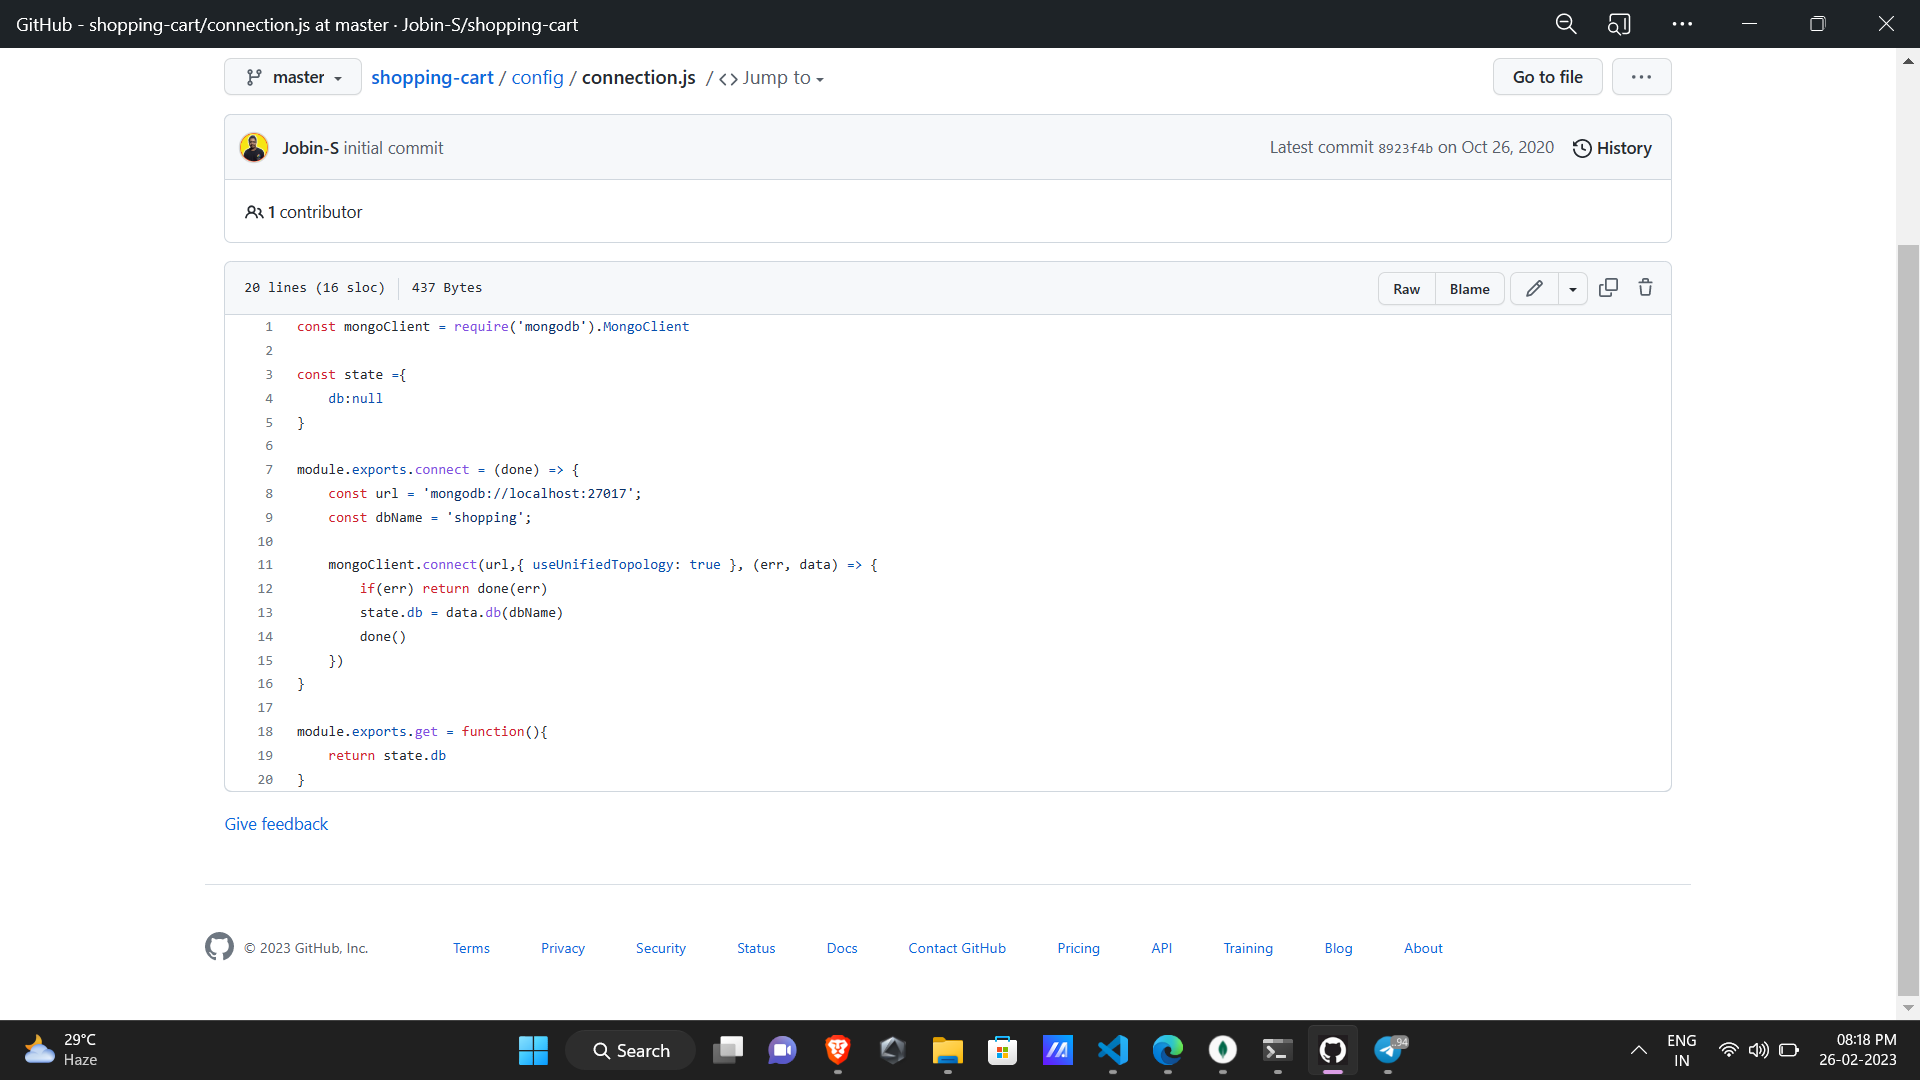 GitHub - shopping-cart/connection.js at master · Jobin-S/shopping-cart
master
shopping-cart / config / connection.js / <> Jump to
Go to file
Jobin-S initial commit
Latest commit 8923f4b on Oct 26, 2020
History
1 contributor
20 lines (16 sloc)
437 Bytes
Raw
Blame
1 const mongoClient = require('mongodb').MongoClient
2
3 const state ={
4     db:null
5 }
6
7 module.exports.connect = (done) => {
8     const url = 'mongodb://localhost:27017';
9     const dbName = 'shopping';
10
11     mongoClient.connect(url,{ useUnifiedTopology: true }, (err, data) => {
12         if(err) return done(err)
13         state.db = data.db(dbName)
14         done()
15     })
16 }
17
18 module.exports.get = function(){
19     return state.db
20 }
Give feedback
© 2023 GitHub, Inc.
Terms
Privacy
Security
Status
Docs
Contact GitHub
Pricing
API
Training
Blog
About
29°C
Haze
Search
94
ENG
IN
08:18 PM
26-02-2023